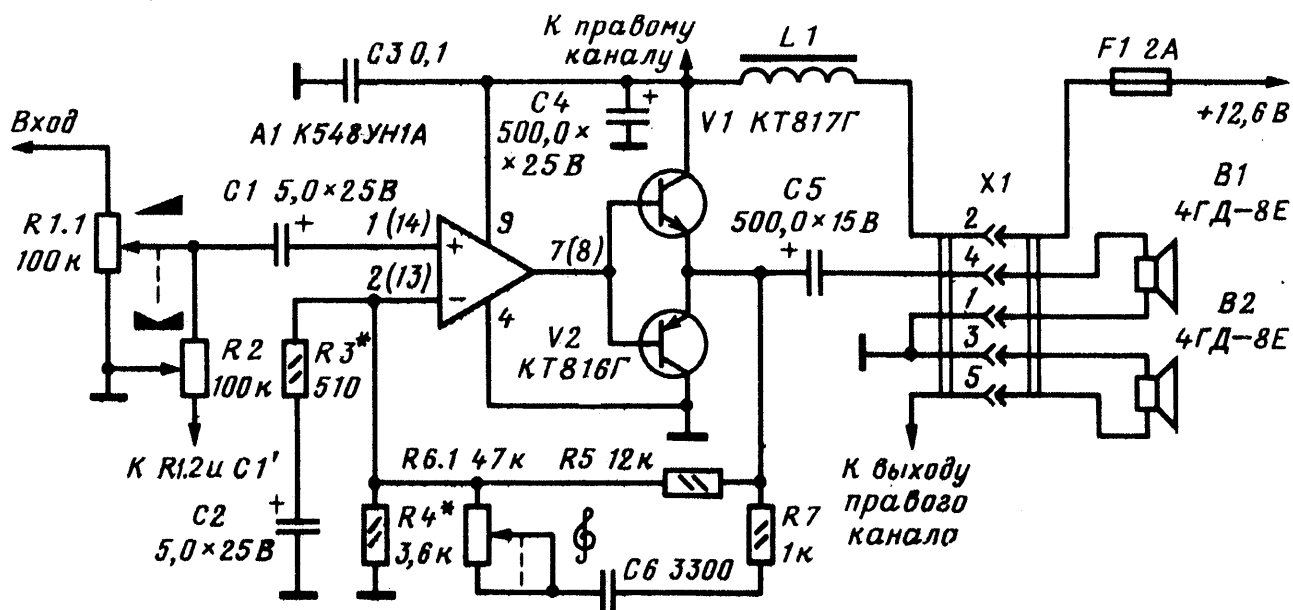 К правому
каналу
L 1
F1 2А
+12,6 В
C3 0,1
C4
500,0×
×25В
V1 КТ817Г
A1 К548УН1А
Вход
C1 5,0×25В
R1.1
100к
1 (14)
+
9
7(8)
2(13)
−
4
C5
500,0×15В
+
X1
2
4
1
3
5
B1
4ГД-8Е
B2
4ГД-8Е
V2
КТ816Г
R2
100к
R3*
510
К R1.2 и C1'
C2
5,0×25В
+
R6.1 47к
R5 12к
R4*
3,6к
C6 3300
R7
1к
К выходу
правого
канало